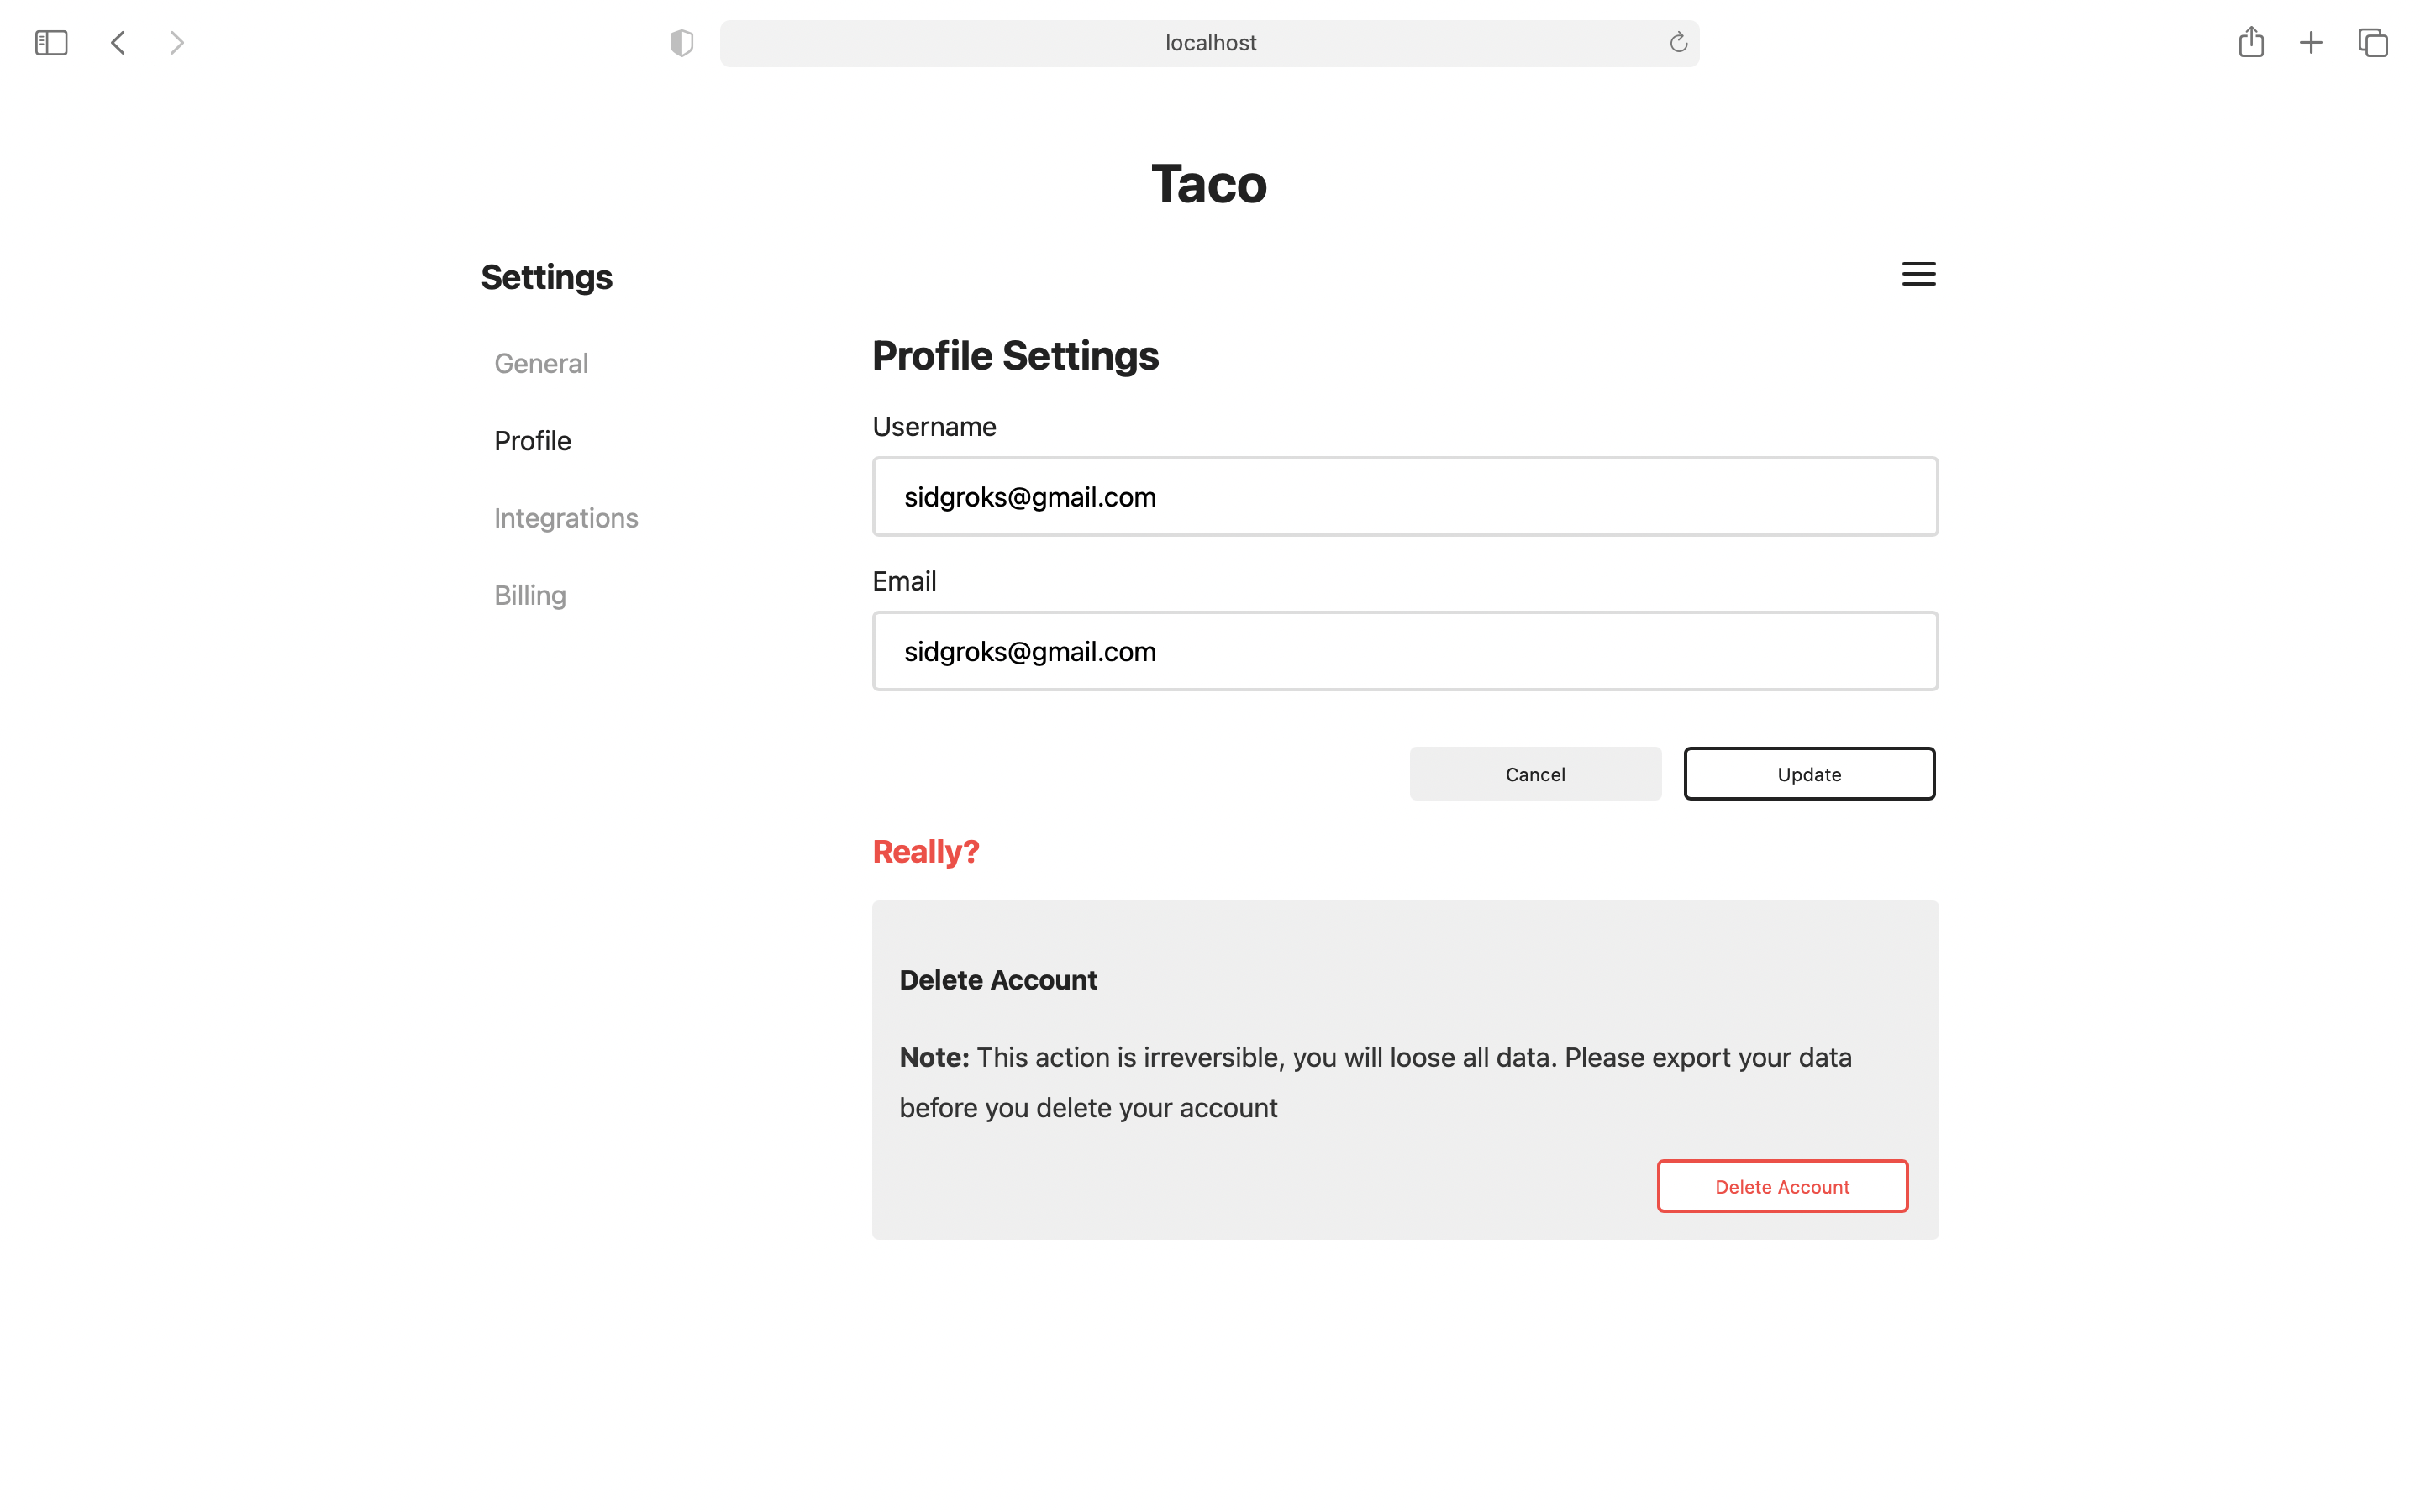 localhost
Taco
Settings
General
Profile
Integrations
Billing
Profile Settings
Username
sidgroks@gmail.com
Email
sidgroks@gmail.com
Cancel
Update
Really?
Delete Account
Note: This action is irreversible, you will loose all data. Please export your data
before you delete your account
Delete Account